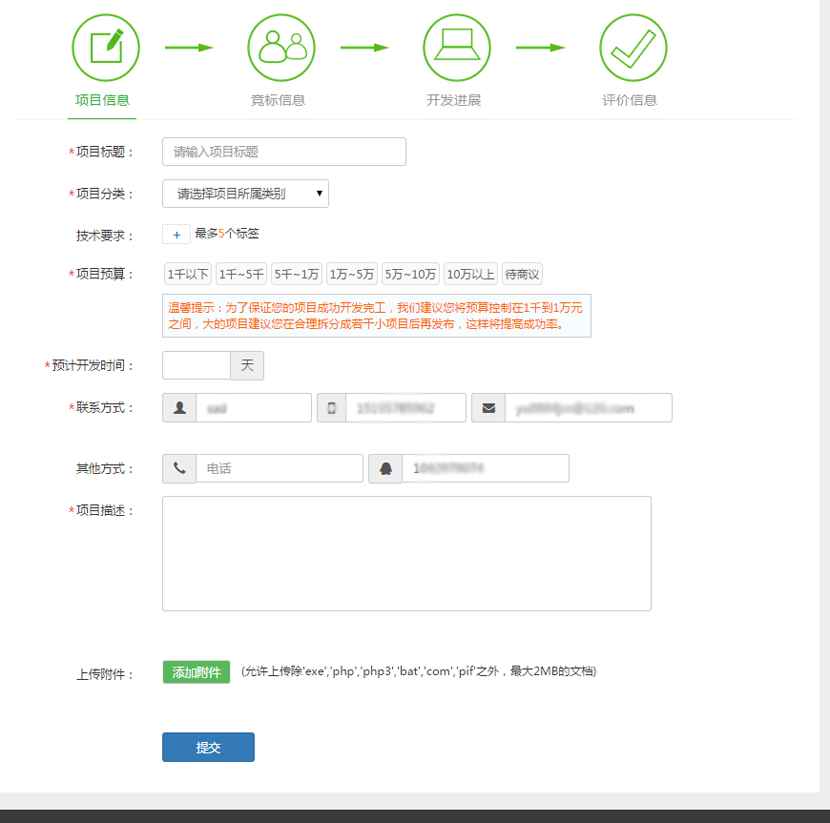 项目信息 竞标信息 开发进展 评价信息
*项目标题： 请输入项目标题
*项目分类： 请选择项目所属类别
技术要求： + 最多5个标签
*项目预算： 1千以下 1千~5千 5千~1万 1万~5万 5万~10万 10万以上 待商议
温馨提示：为了保证您的项目成功开发完工，我们建议您将预算控制在1千到1万元
之间，大的项目建议您在合理拆分成若干小项目后再发布，这样将提高成功率。
*预计开发时间： 天
*联系方式：
其他方式： 电话
*项目描述：
上传附件： 添加附件 (允许上传除'exe','php','php3','bat','com','pif'之外，最大2MB的文档)
提交